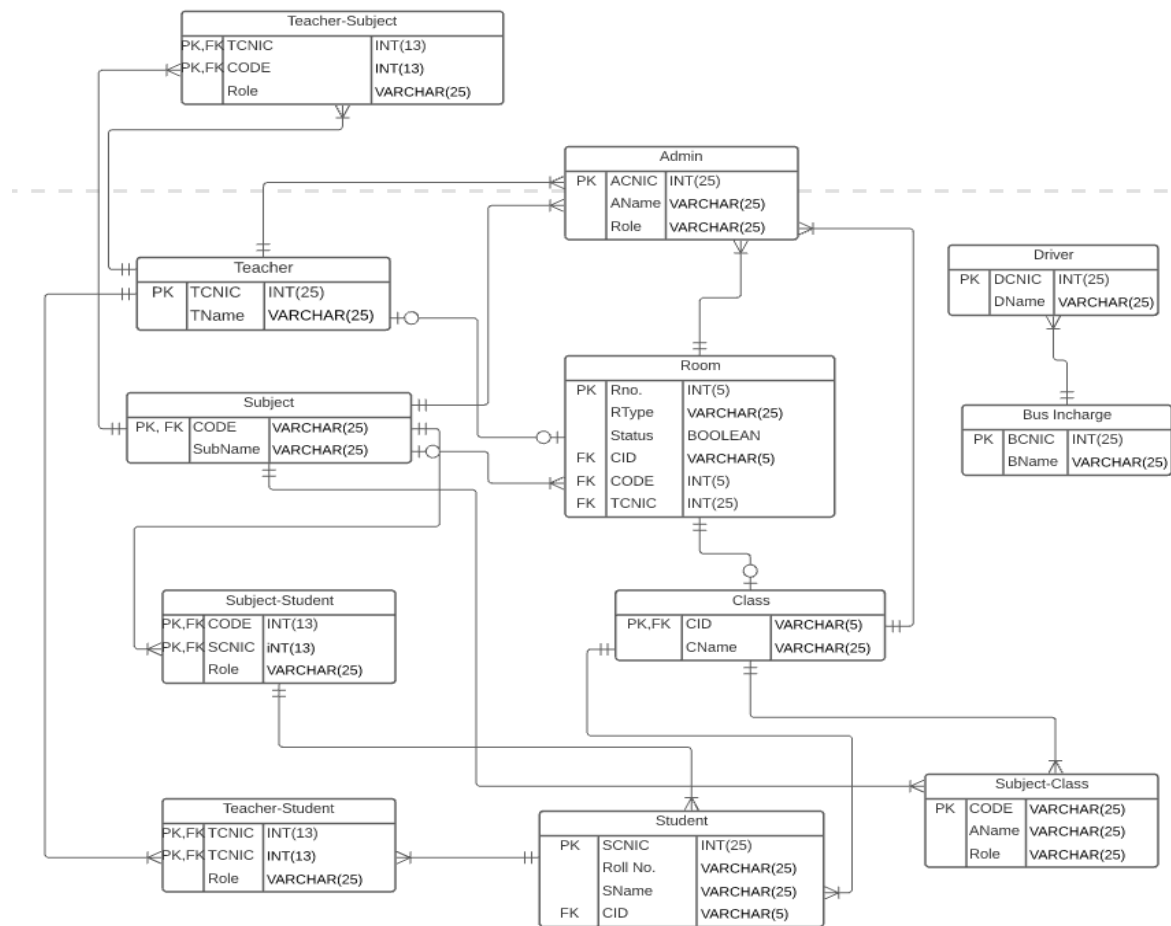 Teacher-Subject
PK,FK TCNIC INT(13)
PK,FK CODE INT(13)
Role VARCHAR(25)
Admin
PK ACNIC INT(25)
AName VARCHAR(25)
Role VARCHAR(25)
Driver
PK DCNIC INT(25)
DName VARCHAR(25)
Teacher
PK TCNIC INT(25)
TName VARCHAR(25)
Room
PK Rno. INT(5)
RType VARCHAR(25)
Status BOOLEAN
FK CID VARCHAR(5)
FK CODE INT(5)
FK TCNIC INT(25)
Subject
PK, FK CODE VARCHAR(25)
SubName VARCHAR(25)
Bus Incharge
PK BCNIC INT(25)
BName VARCHAR(25)
Subject-Student
PK,FK CODE INT(13)
PK,FK SCNIC iNT(13)
Role VARCHAR(25)
Class
PK,FK CID VARCHAR(5)
CName VARCHAR(25)
Subject-Class
PK CODE VARCHAR(25)
AName VARCHAR(25)
Role VARCHAR(25)
Teacher-Student
PK,FK TCNIC INT(13)
PK,FK TCNIC INT(13)
Role VARCHAR(25)
Student
PK SCNIC INT(25)
Roll No. VARCHAR(25)
SName VARCHAR(25)
FK CID VARCHAR(5)